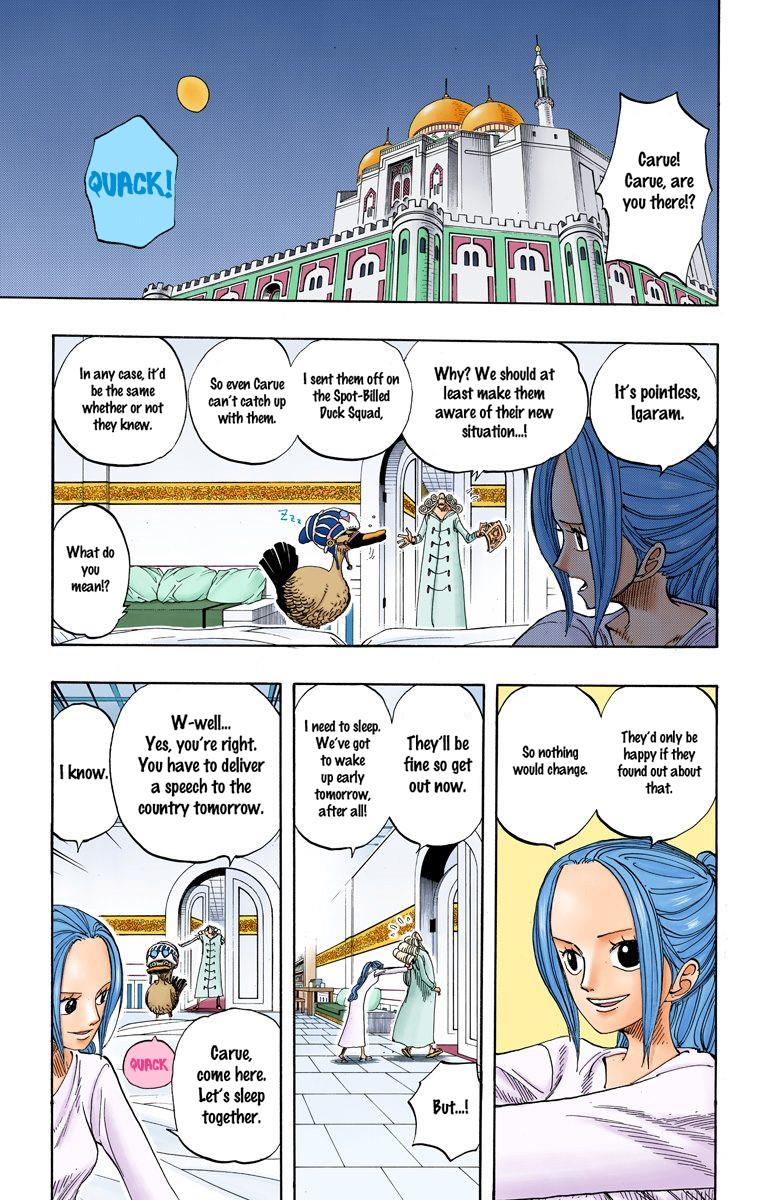 Carue!
Carue, are
you there!?
QUACK!
It's pointless,
Igaram.
Why? We should at
least make them
aware of their new
situation...!
I sent them off on
the Spot-Billed
Duck Squad,
So even Carue
can't catch up
with them.
In any case, it'd
be the same
whether or not
they knew.
Zzz
What do
you
mean!?
They'd only be
happy if they
found out about
that.
So nothing
would change.
They'll be
fine so get
out now.
I need to sleep.
We've got
to wake
up early
tomorrow,
after all!
But...!
W-well...
Yes, you're right.
You have to deliver
a speech to the
country tomorrow.
I know.
Carue,
come here.
Let's sleep
together.
QUACK